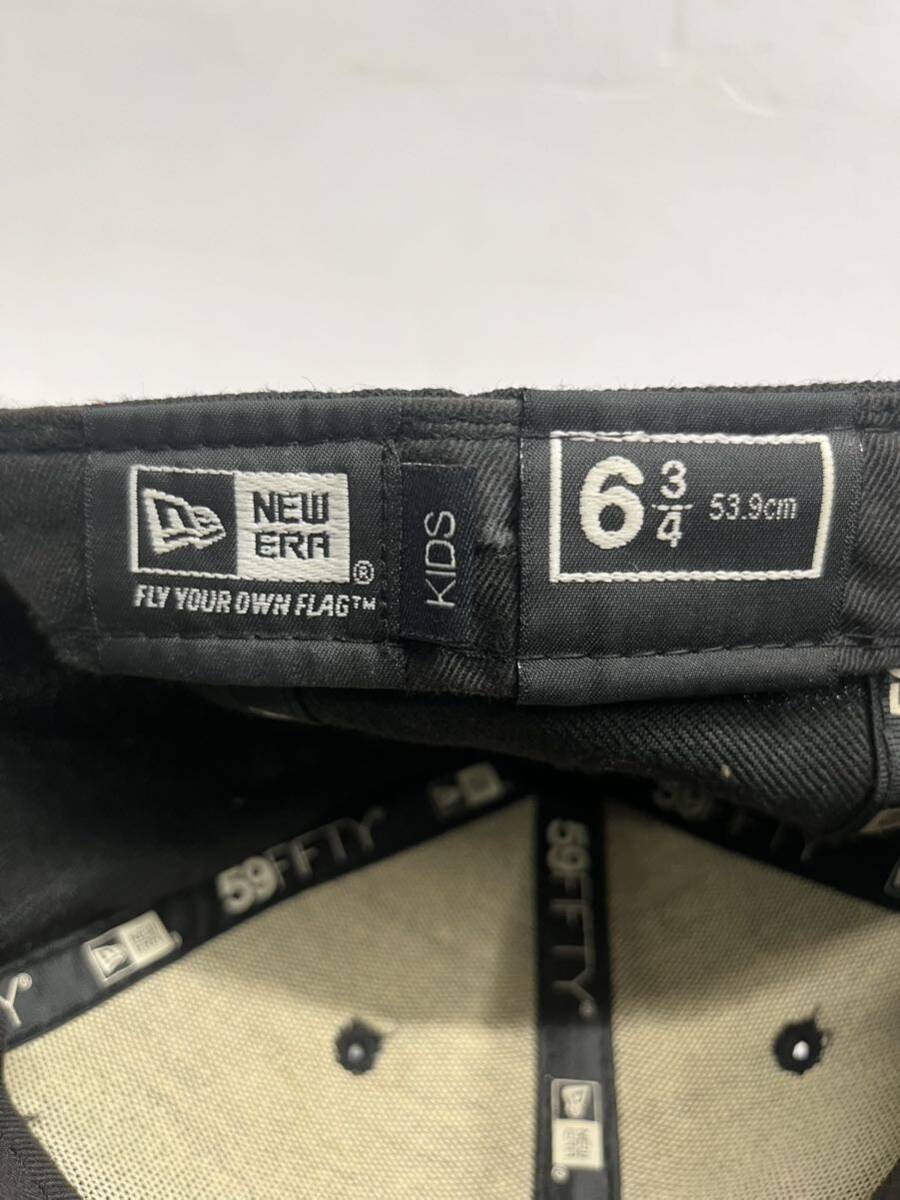 NEW
ERA
®
FLY YOUR OWN FLAG™
KIDS
6 3/4 53.9cm
59FIFTY
59FIFTY®